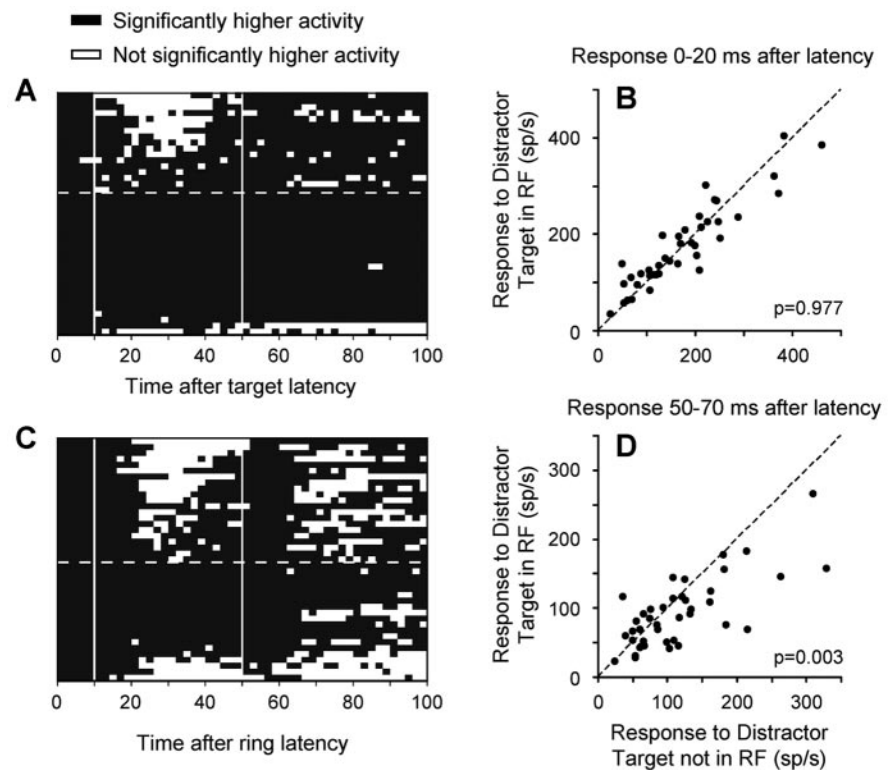 Significantly higher activity
Not significantly higher activity
A
0 20 40 60 80 100
Time after target latency
Response 0-20 ms after latency
B
Response to Distractor
Target in RF (sp/s)
400
200
0
p=0.977
0 200 400
C
0 20 40 60 80 100
Time after ring latency
Response 50-70 ms after latency
D
Response to Distractor
Target in RF (sp/s)
300
200
100
0
p=0.003
0 100 200 300
Response to Distractor
Target not in RF (sp/s)